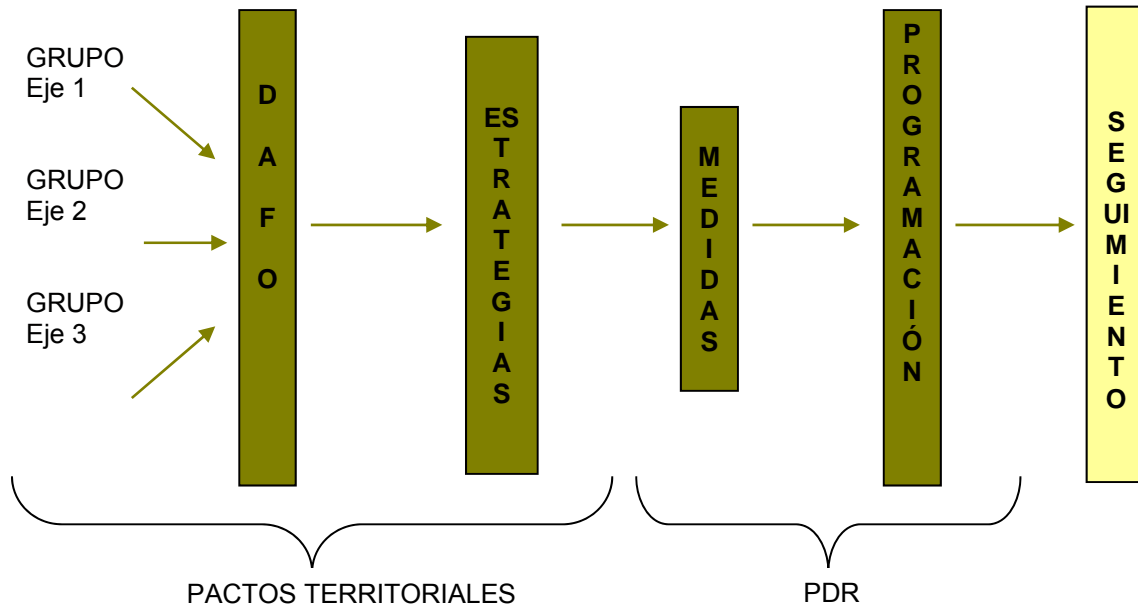 GRUPO
Eje 1
GRUPO
Eje 2
GRUPO
Eje 3
DAFO
ESTRATEGIAS
MEDIDAS
PROGRAMACIÓN
SEGUIMIENTO
PACTOS TERRITORIALES
PDR